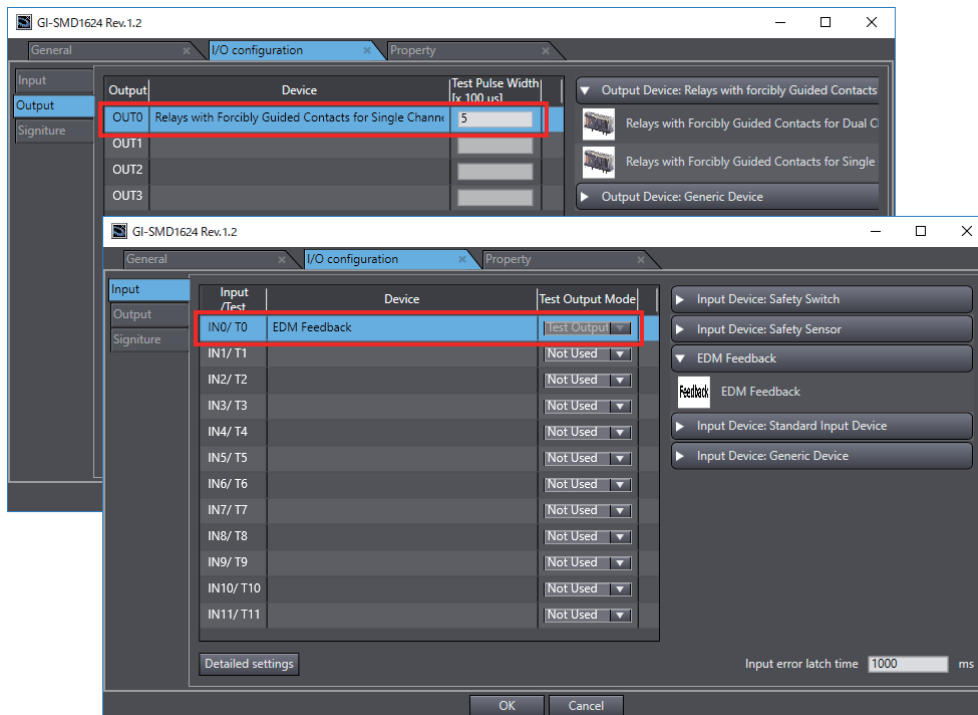 GI-SMD1624 Rev.1.2
General
I/O configuration
Property
Input
Output
Signiture
Output Device Test Pulse Width [x 100 us]
OUT0 Relays with Forcibly Guided Contacts for Single Channe 5
OUT1
OUT2
OUT3
Output Device: Relays with forcibly Guided Contacts
Relays with Forcibly Guided Contacts for Dual C
Relays with Forcibly Guided Contacts for Single
Output Device: Generic Device
GI-SMD1624 Rev.1.2
General
I/O configuration
Property
Input
Output
Signiture
Input /Test Device Test Output Mode
IN0/ T0 EDM Feedback Test Output
IN1/ T1 Not Used
IN2/ T2 Not Used
IN3/ T3 Not Used
IN4/ T4 Not Used
IN5/ T5 Not Used
IN6/ T6 Not Used
IN7/ T7 Not Used
IN8/ T8 Not Used
IN9/ T9 Not Used
IN10/ T10 Not Used
IN11/ T11 Not Used
Input Device: Safety Switch
Input Device: Safety Sensor
EDM Feedback
Feedback EDM Feedback
Input Device: Standard Input Device
Input Device: Generic Device
Detailed settings
Input error latch time 1000 ms
OK
Cancel